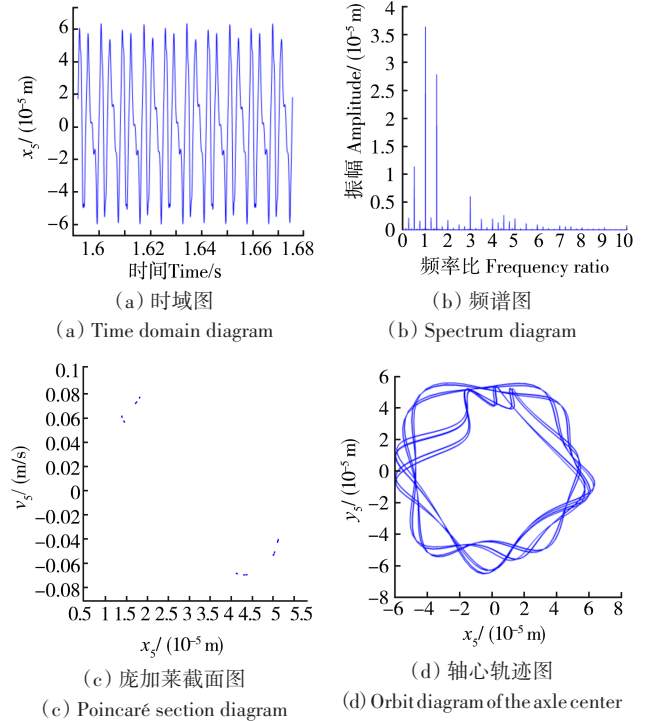 6
4
2
0
−2
−4
−6
x5/ (10−5 m)
1.6 1.62 1.64 1.66 1.68
时间Time/s
（a）时域图
（a）Time domain diagram
4
3.5
3
2.5
2
1.5
1
0.5
0
振幅 Amplitude/ (10−5 m)
0 1 2 3 4 5 6 7 8 9 10
频率比 Frequency ratio
（b）频谱图
（b）Spectrum diagram
0.1
0.08
0.06
0.04
0.02
0
−0.02
−0.04
−0.06
−0.08
v5/ (m/s)
0.5 1 1.5 2 2.5 3 3.5 4 4.5 5 5.5
x5/ (10−5 m)
（c）庞加莱截面图
（c）Poincaré section diagram
6
4
2
0
−2
−4
−6
−8
y5/ (10−5 m)
−6 −4 −2 0 2 4 6 8
x5/ (10−5 m)
（d）轴心轨迹图
（d）Orbit diagram of the axle center